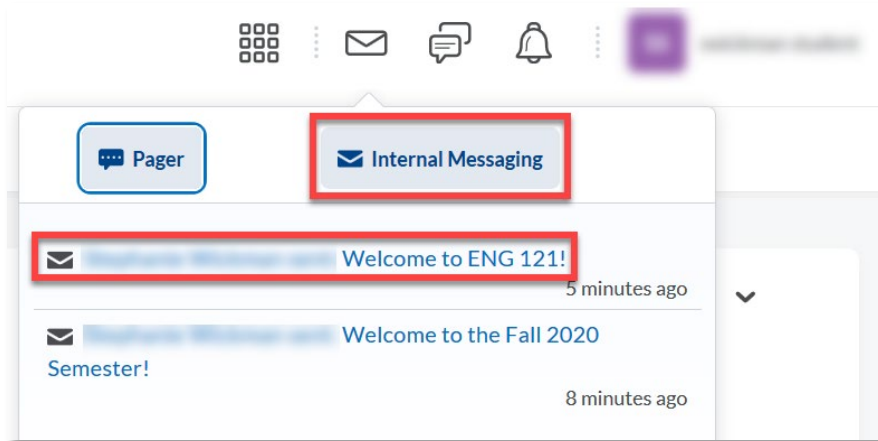 Pager
Internal Messaging
Welcome to ENG 121!
5 minutes ago
Welcome to the Fall 2020
Semester!
8 minutes ago